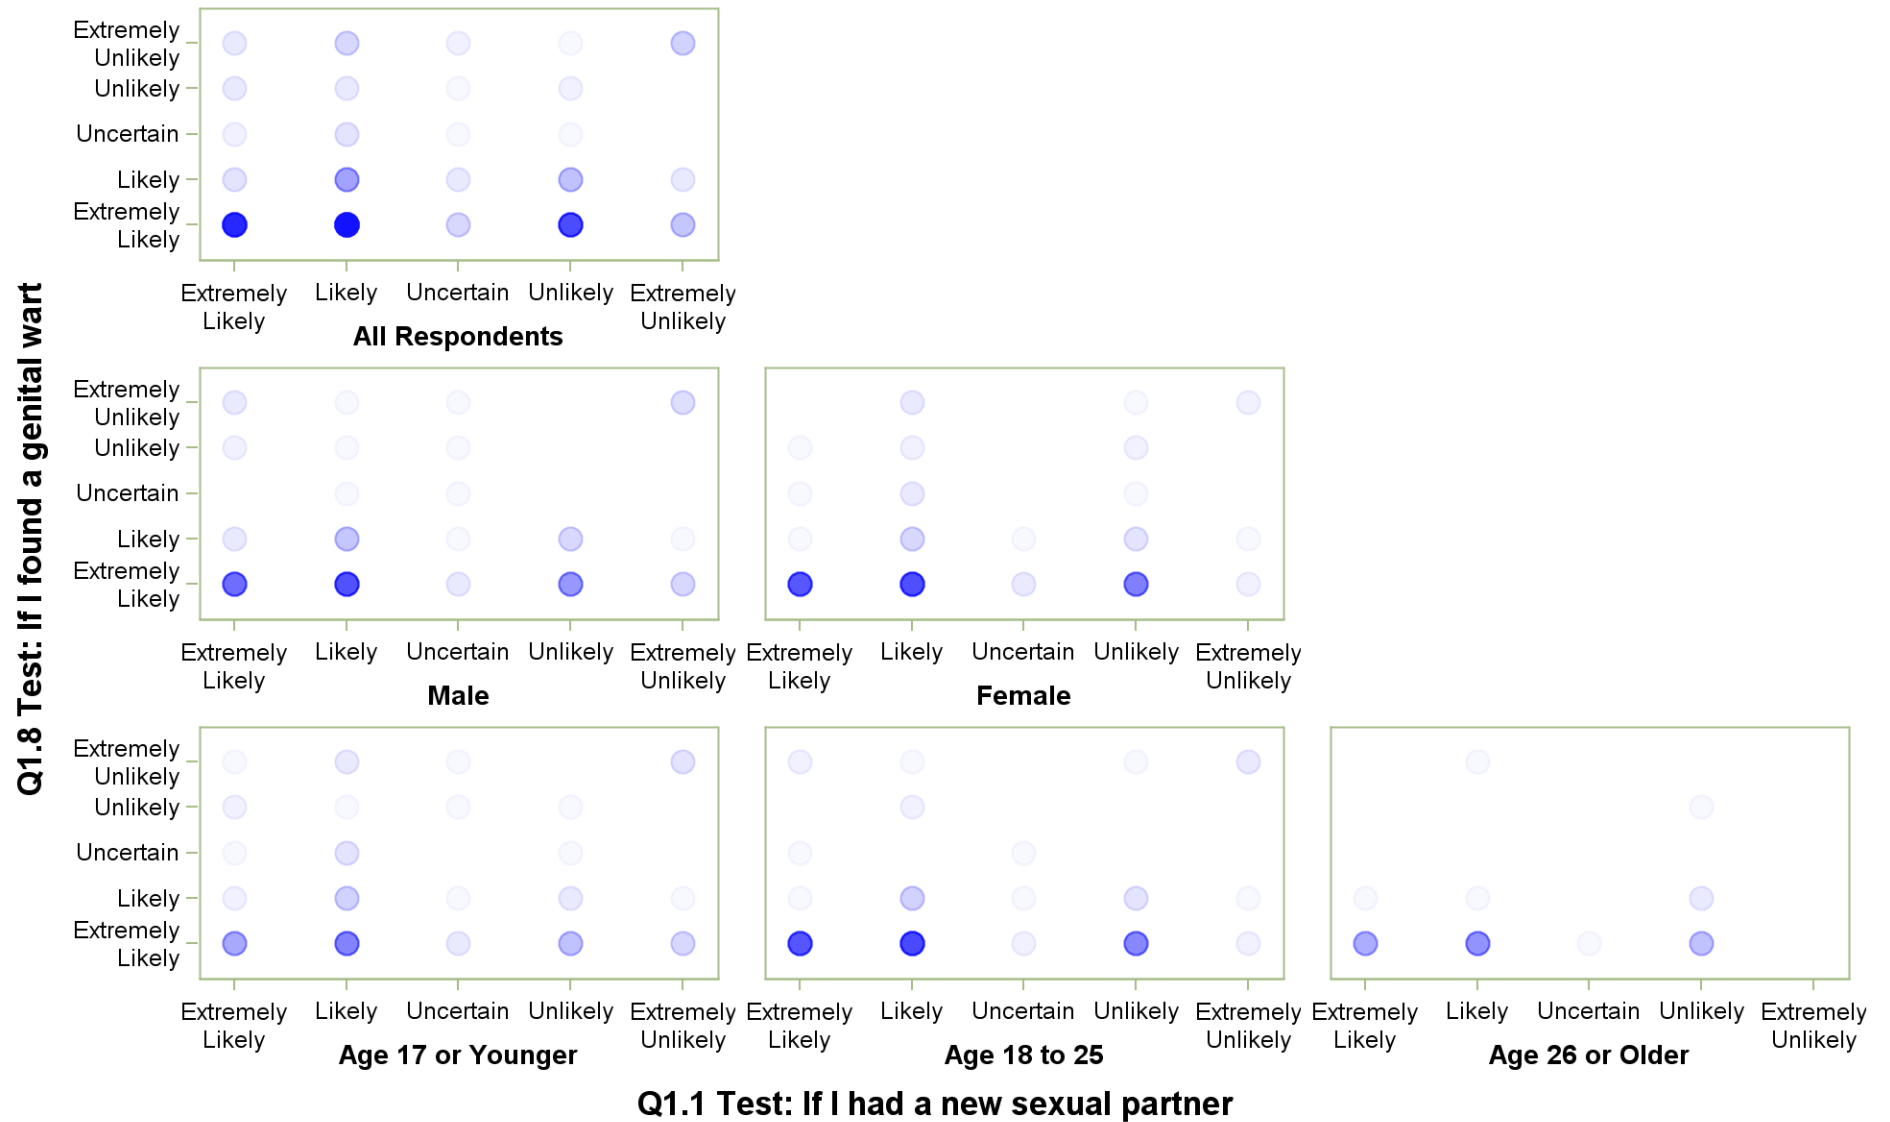 Q1.8 Test: If I found a genital wart
Extremely
Unlikely
Unlikely
Uncertain
Likely
Extremely
Likely
Extremely Likely Uncertain Unlikely Extremely
Likely Unlikely
All Respondents
Extremely
Unlikely
Unlikely
Uncertain
Likely
Extremely
Likely
Extremely Likely Uncertain Unlikely Extremely Extremely Likely Uncertain Unlikely Extremely
Likely Unlikely Likely Unlikely
Male Female
Extremely
Unlikely
Unlikely
Uncertain
Likely
Extremely
Likely
Extremely Likely Uncertain Unlikely Extremely Extremely Likely Uncertain Unlikely Extremely Extremely Likely Uncertain Unlikely Extremely
Likely Unlikely Likely Unlikely Likely Unlikely
Age 17 or Younger Age 18 to 25 Age 26 or Older
Q1.1 Test: If I had a new sexual partner